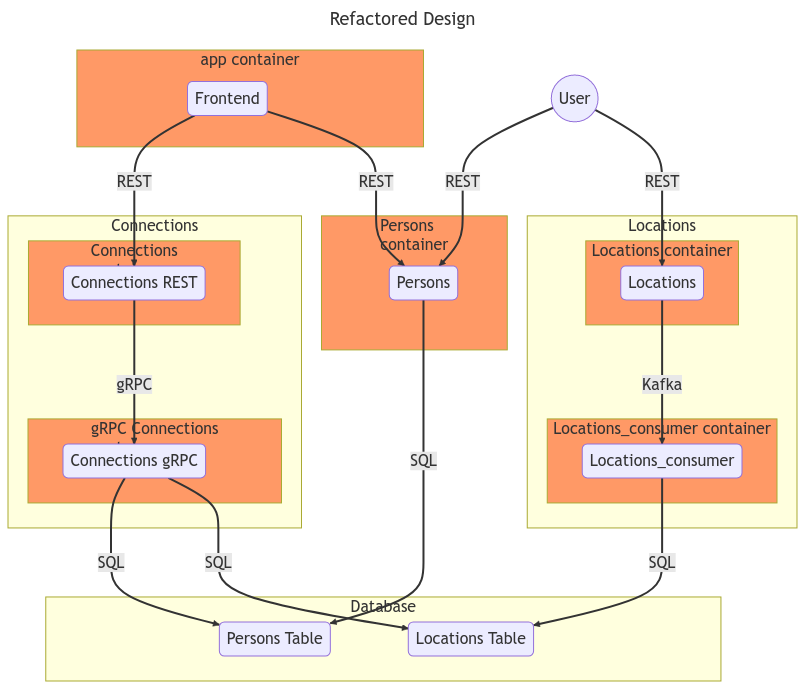 Refactored Design
app container
Frontend
User
REST
REST
REST
REST
Connections
Persons
container
Locations
Connections
Locations container
Connections REST
Persons
Locations
gRPC
Kafka
gRPC Connections
Locations_consumer container
Connections gRPC
SQL
Locations_consumer
SQL
SQL
SQL
Database
Persons Table
Locations Table